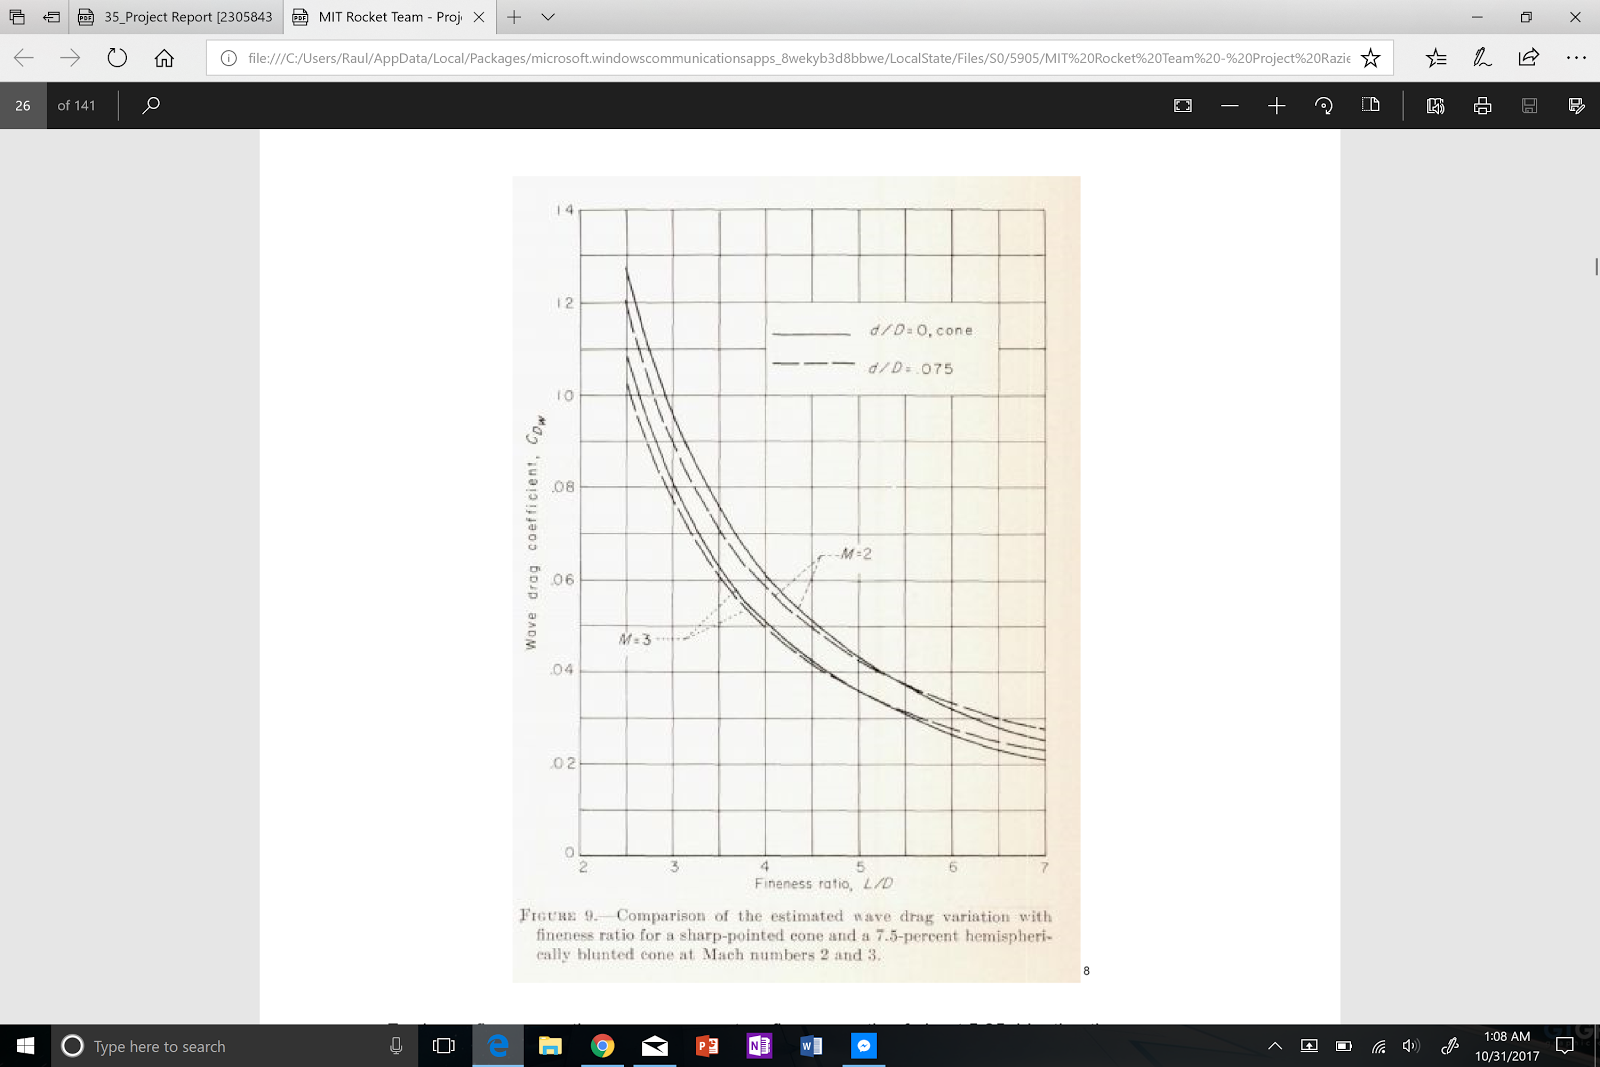 35_Project Report [2305843
MIT Rocket Team - Proj
file:///C:/Users/Raul/AppData/Local/Packages/microsoft.windowscommunicationsapps_8wekyb3d8bbwe/LocalState/Files/S0/5905/MIT%20Rocket%20Team%20-%20Project%20Razie
26 of 141
14
12
10
.08
.06
.04
.02
0
Wave drag coefficient, CDW
d/D=0, cone
d/D=.075
M=2
M=3
2 3 4 5 6 7
Fineness ratio, L/D
FIGURE 9.—Comparison of the estimated wave drag variation with
fineness ratio for a sharp-pointed cone and a 7.5-percent hemispheri-
cally blunted cone at Mach numbers 2 and 3.
8
Type here to search
1:08 AM
10/31/2017